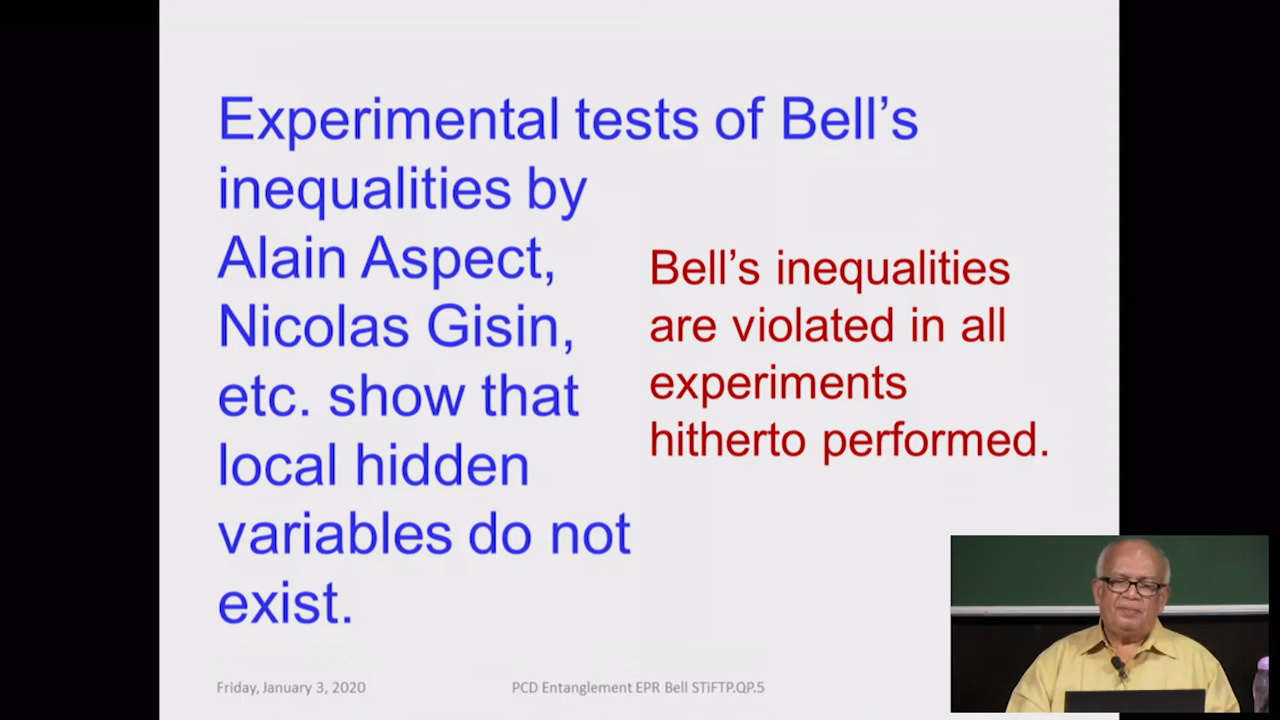 Experimental tests of Bell’s
inequalities by
Alain Aspect,
Nicolas Gisin,
etc. show that
local hidden
variables do not
exist.
Bell’s inequalities
are violated in all
experiments
hitherto performed.
Friday, January 3, 2020
PCD Entanglement EPR Bell STiFTP.QP.5